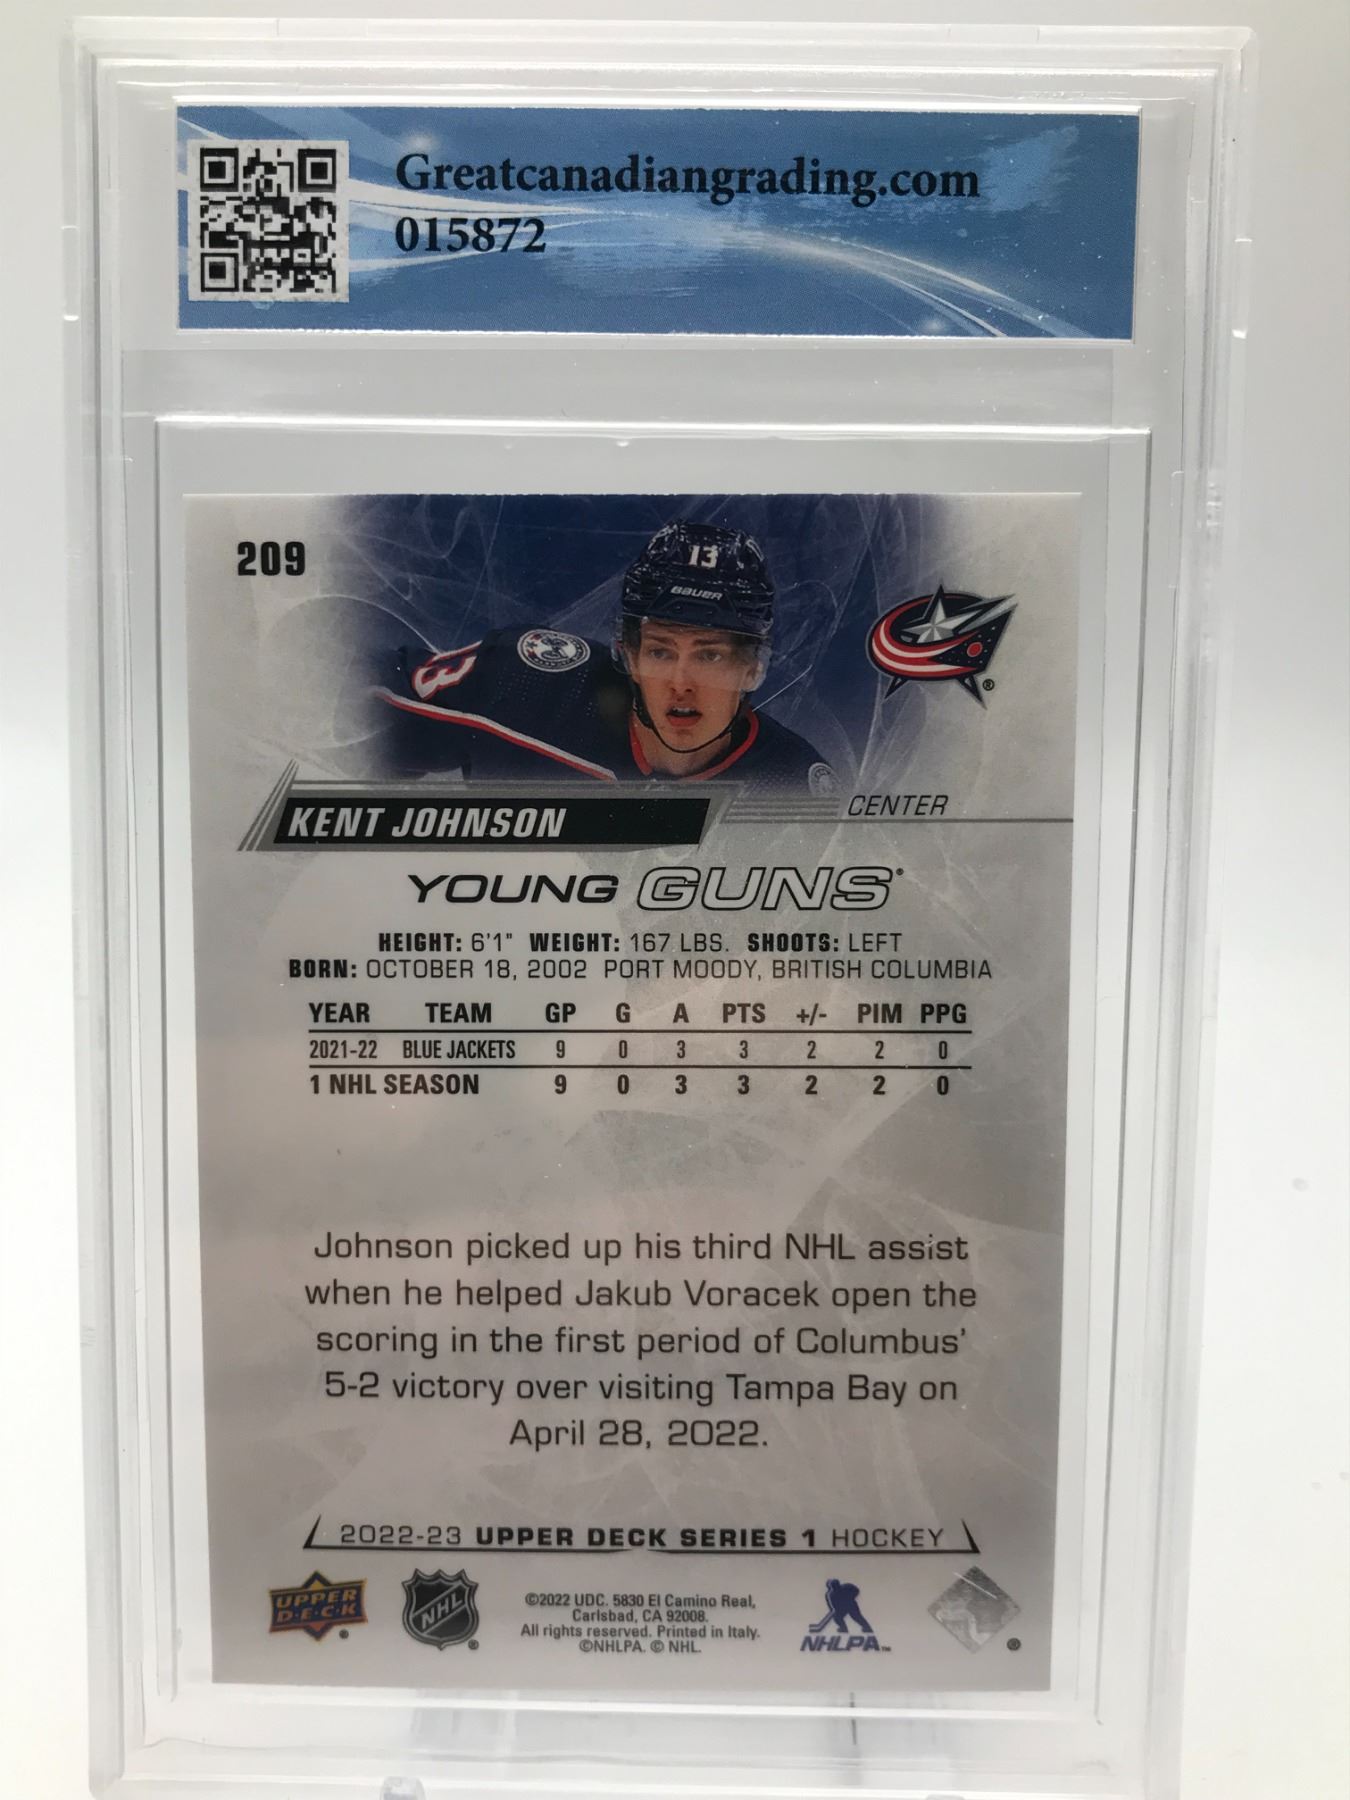 Greatcanadiangrading.com
015872
209
13
BAUER
13
KENT JOHNSON
CENTER
YOUNG GUNS®
HEIGHT: 6'1" WEIGHT: 167 LBS. SHOOTS: LEFT
BORN: OCTOBER 18, 2002 PORT MOODY, BRITISH COLUMBIA
YEAR TEAM GP G A PTS +/- PIM PPG
2021-22 BLUE JACKETS 9 0 3 3 2 2 0
1 NHL SEASON 9 0 3 3 2 2 0
Johnson picked up his third NHL assist
when he helped Jakub Voracek open the
scoring in the first period of Columbus'
5-2 victory over visiting Tampa Bay on
April 28, 2022.
2022-23 UPPER DECK SERIES 1 HOCKEY
UPPER
D·E·C·K
NHL
©2022 UDC. 5830 El Camino Real,
Carlsbad, CA 92008.
All rights reserved. Printed in Italy.
©NHLPA. © NHL.
NHLPA™